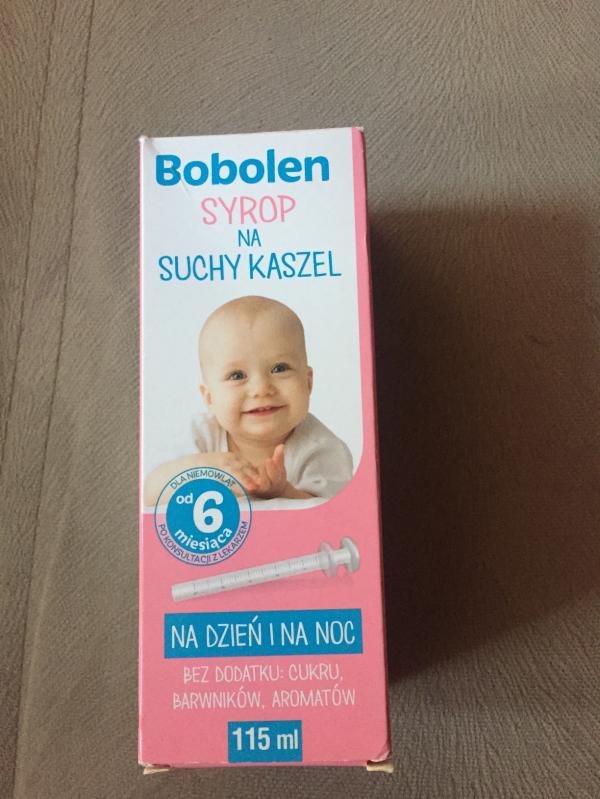 Bobolen
SYROP
NA
SUCHY KASZEL
DLA NIEMOWLĄT
od
6
miesiąca
PO KONSULTACJI Z LEKARZEM
NA DZIEŃ I NA NOC
BEZ DODATKU: CUKRU,
BARWNIKÓW, AROMATÓW
115 ml